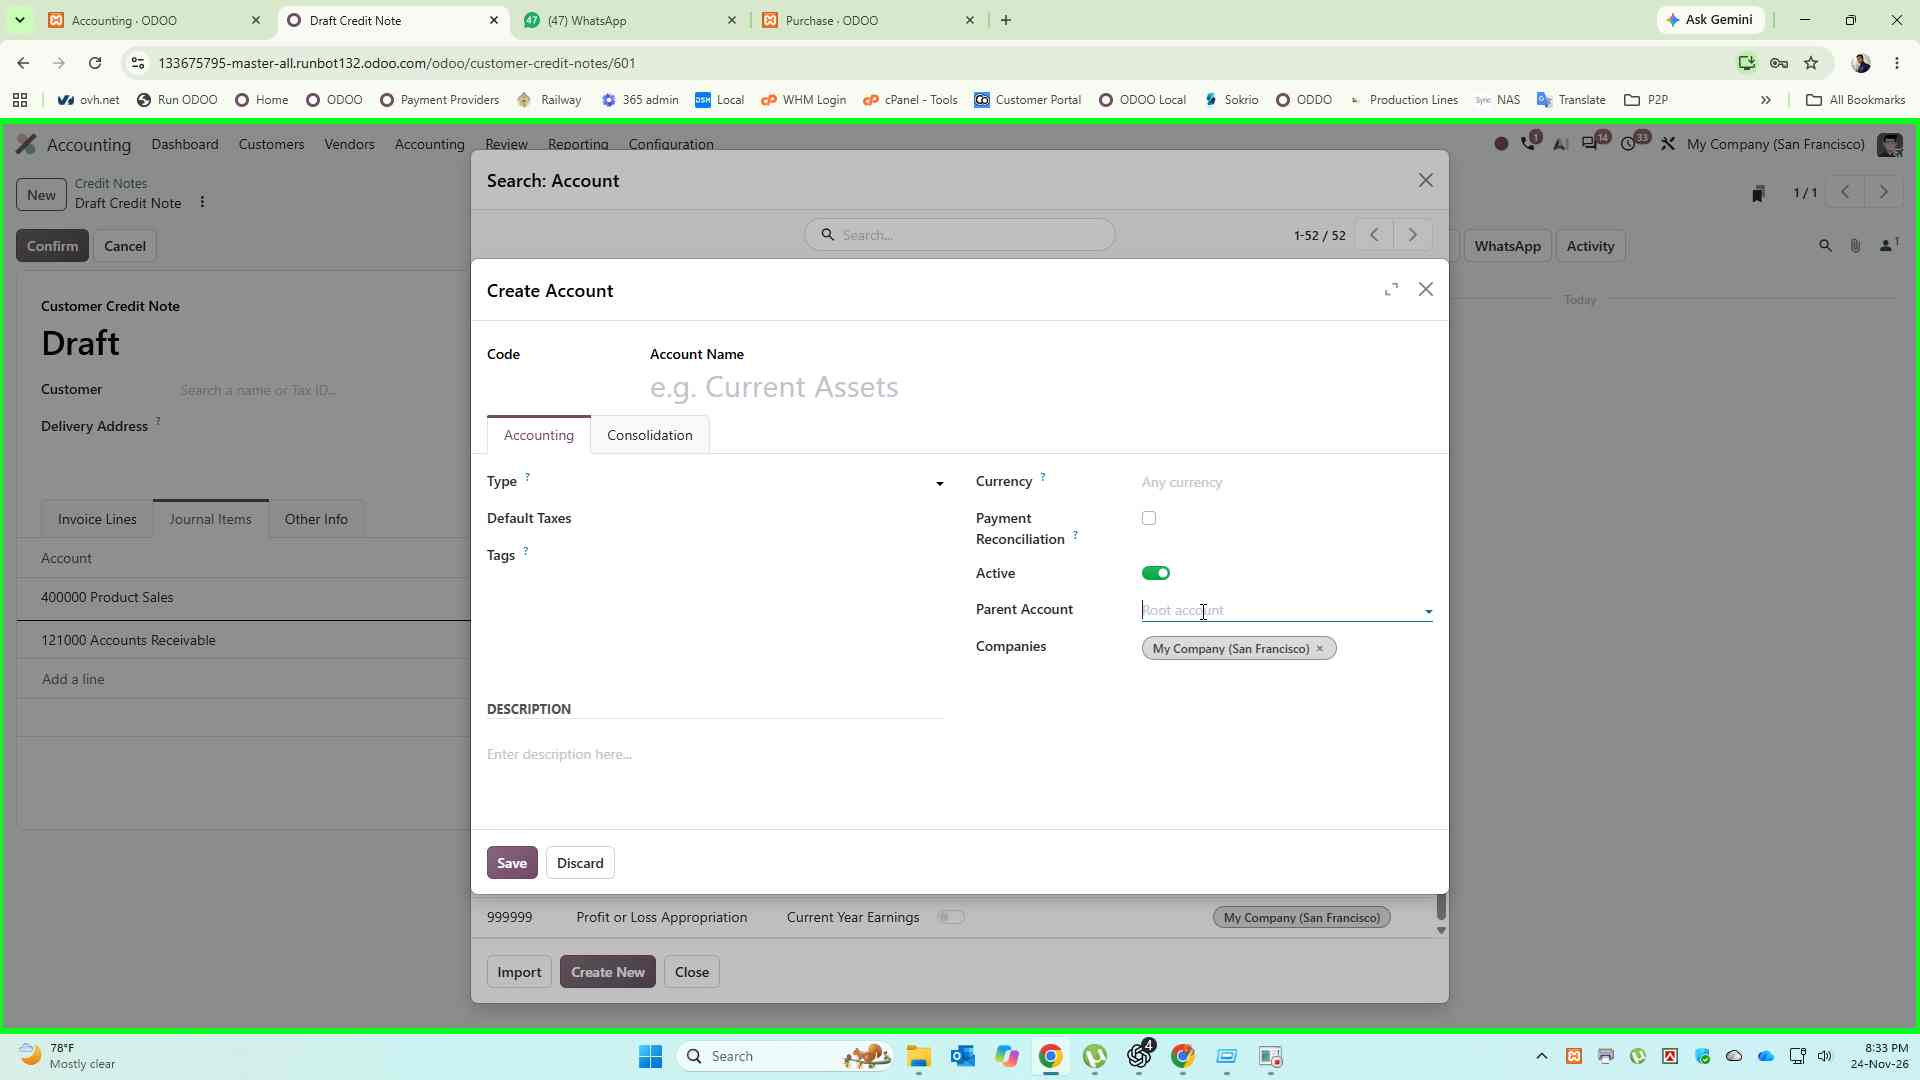 Accounting · ODOO
Draft Credit Note
(47) WhatsApp
Purchase · ODOO
Ask Gemini
133675795-master-all.runbot132.odoo.com/odoo/customer-credit-notes/601
ovh.net
Run ODOO
Home
ODOO
Payment Providers
Railway
365 admin
Local
WHM Login
cPanel - Tools
Customer Portal
ODOO Local
Sokrio
ODDO
Production Lines
NAS
Translate
P2P
»
All Bookmarks
Accounting
Dashboard
Customers
Vendors
Accounting
Review
Reporting
Configuration
1
14
33
My Company (San Francisco)
New
Credit Notes
Draft Credit Note
Search: Account
1 / 1
Confirm
Cancel
Search...
1-52 / 52
WhatsApp
Activity
1
Create Account
Today
Customer Credit Note
Draft
Code
Account Name
e.g. Current Assets
Customer
Search a name or Tax ID...
Delivery Address ?
Accounting
Consolidation
Type ?
Currency ?
Any currency
Default Taxes
Payment
Reconciliation ?
Tags ?
Invoice Lines
Journal Items
Other Info
Account
Active
400000 Product Sales
Parent Account
Root account
121000 Accounts Receivable
Companies
My Company (San Francisco) ×
Add a line
DESCRIPTION
Enter description here...
Save
Discard
999999
Profit or Loss Appropriation
Current Year Earnings
My Company (San Francisco)
Import
Create New
Close
78°F
Mostly clear
Search
4
8:33 PM
24-Nov-26